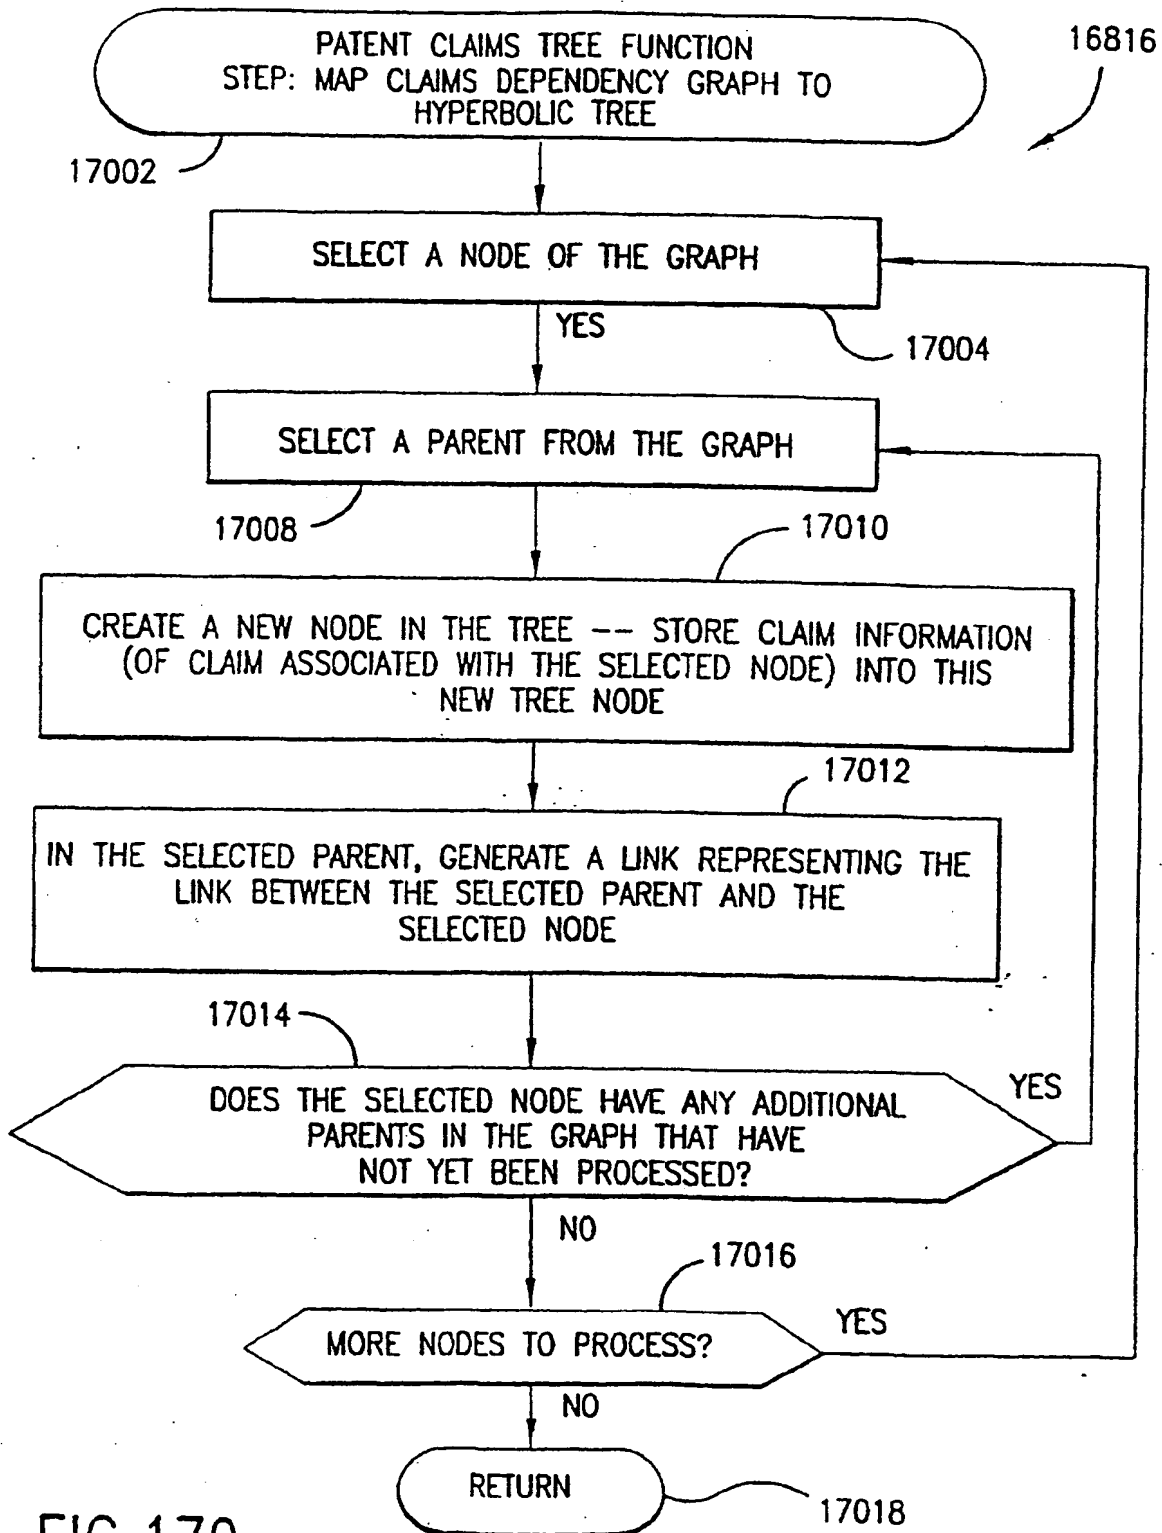 PATENT CLAIMS TREE FUNCTION
STEP: MAP CLAIMS DEPENDENCY GRAPH TO
HYPERBOLIC TREE
16816
17002
SELECT A NODE OF THE GRAPH
YES
17004
SELECT A PARENT FROM THE GRAPH
17008
17010
CREATE A NEW NODE IN THE TREE -- STORE CLAIM INFORMATION
(OF CLAIM ASSOCIATED WITH THE SELECTED NODE) INTO THIS
NEW TREE NODE
17012
IN THE SELECTED PARENT, GENERATE A LINK REPRESENTING THE
LINK BETWEEN THE SELECTED PARENT AND THE
SELECTED NODE
17014
DOES THE SELECTED NODE HAVE ANY ADDITIONAL
PARENTS IN THE GRAPH THAT HAVE
NOT YET BEEN PROCESSED?
YES
NO
17016
MORE NODES TO PROCESS?
YES
NO
RETURN
17018
FIG.170